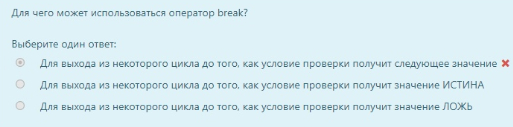 Для чего может использоваться оператор break?
Выберите один ответ:
Для выхода из некоторого цикла до того, как условие проверки получит следующее значение
Для выхода из некоторого цикла до того, как условие проверки получит значение ИСТИНА
Для выхода из некоторого цикла до того, как условие проверки получит значение ЛОЖЬ